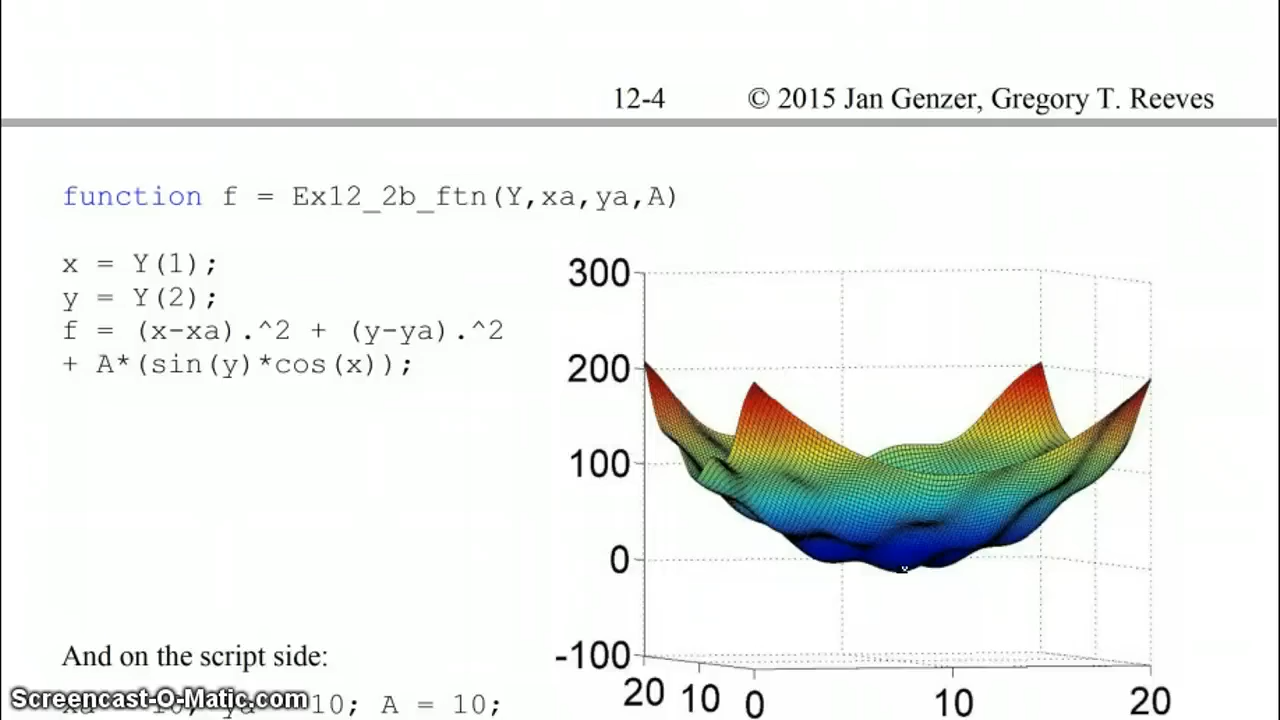 12-4 © 2015 Jan Genzer, Gregory T. Reeves
function f = Ex12_2b_ftn(Y,xa,ya,A)
x = Y(1);
y = Y(2);
f = (x-xa).^2 + (y-ya).^2
+ A*(sin(y)*cos(x));
300
200
100
0
-100
20 10 0 10 20
And on the script side:
Screencast-O-Matic.com
10; A = 10;